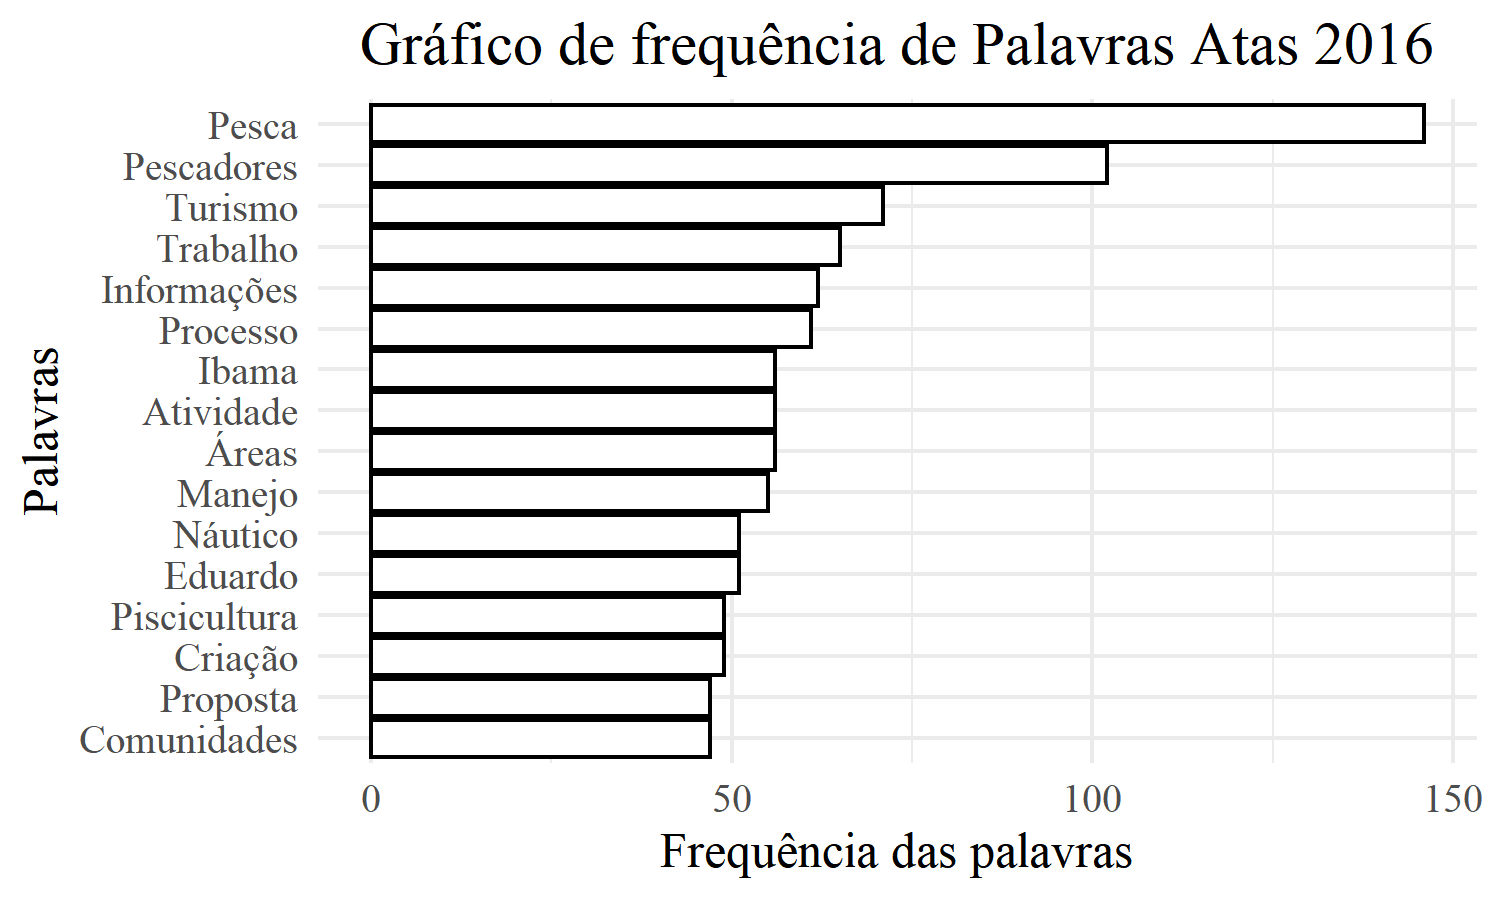 Gráfico de frequência de Palavras Atas 2016
Palavras
Pesca
Pescadores
Turismo
Trabalho
Informações
Processo
Ibama
Atividade
Áreas
Manejo
Náutico
Eduardo
Piscicultura
Criação
Proposta
Comunidades
0 50 100 150
Frequência das palavras